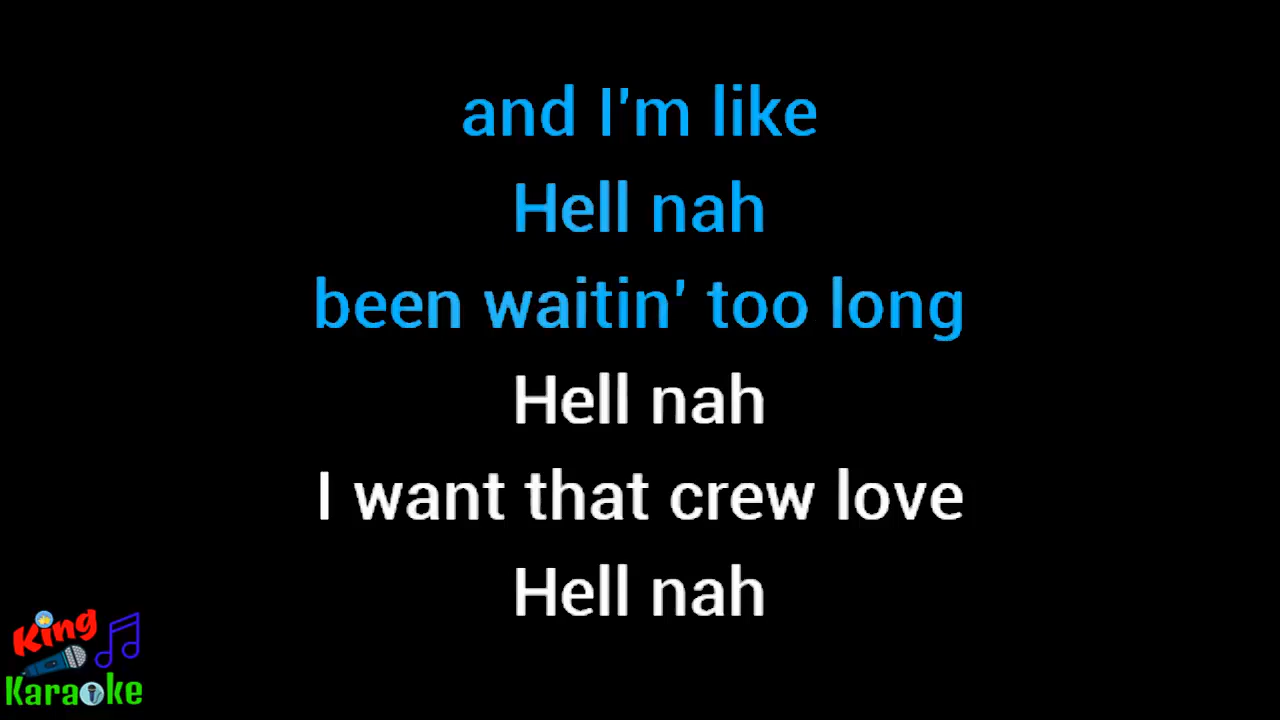 and I'm like
Hell nah
been waitin' too long
Hell nah
I want that crew love
Hell nah
King
Karaoke